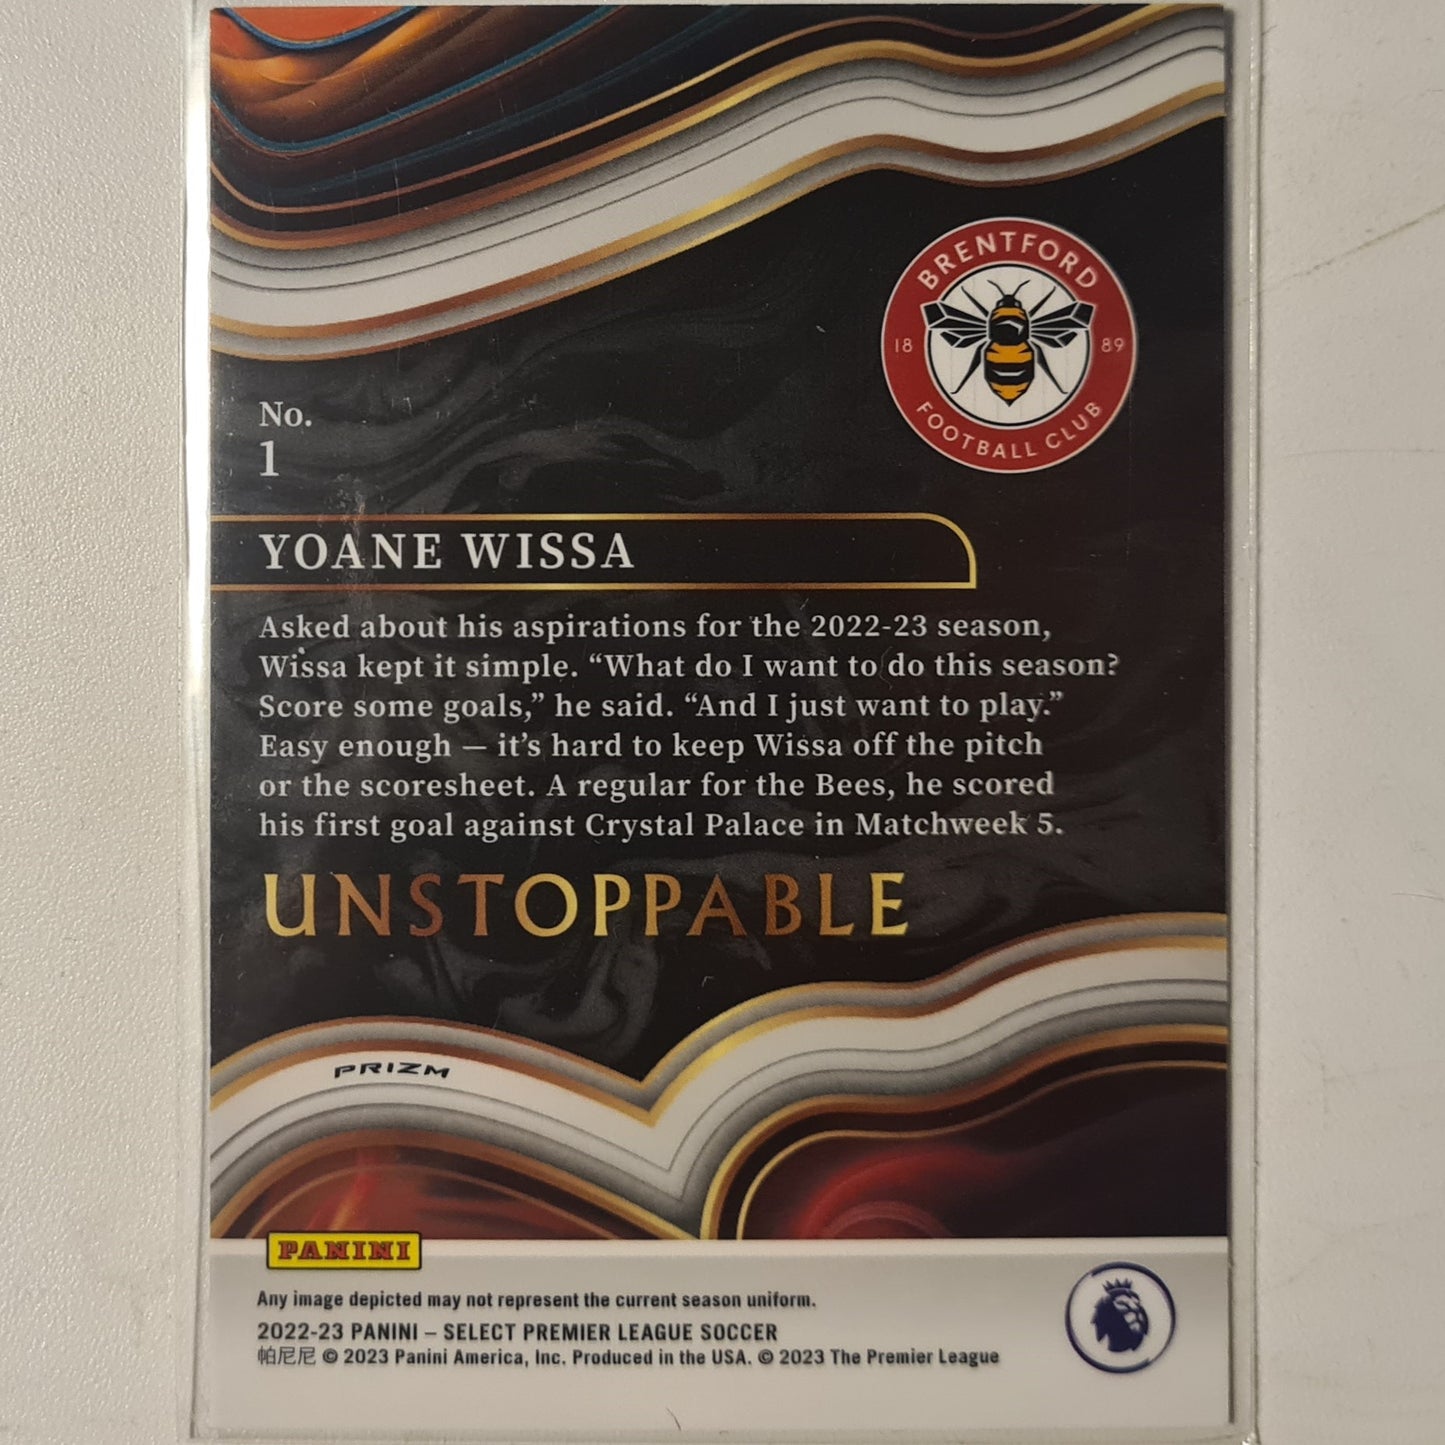 BRENTFORD
18 89
FOOTBALL CLUB
No.
1
YOANE WISSA
Asked about his aspirations for the 2022-23 season,
Wissa kept it simple. “What do I want to do this season?
Score some goals,” he said. “And I just want to play.”
Easy enough — it’s hard to keep Wissa off the pitch
or the scoresheet. A regular for the Bees, he scored
his first goal against Crystal Palace in Matchweek 5.
UNSTOPPABLE
PRIZM
PANINI
Any image depicted may not represent the current season uniform.
2022-23 PANINI – SELECT PREMIER LEAGUE SOCCER
帕尼尼 © 2023 Panini America, Inc. Produced in the USA. © 2023 The Premier League